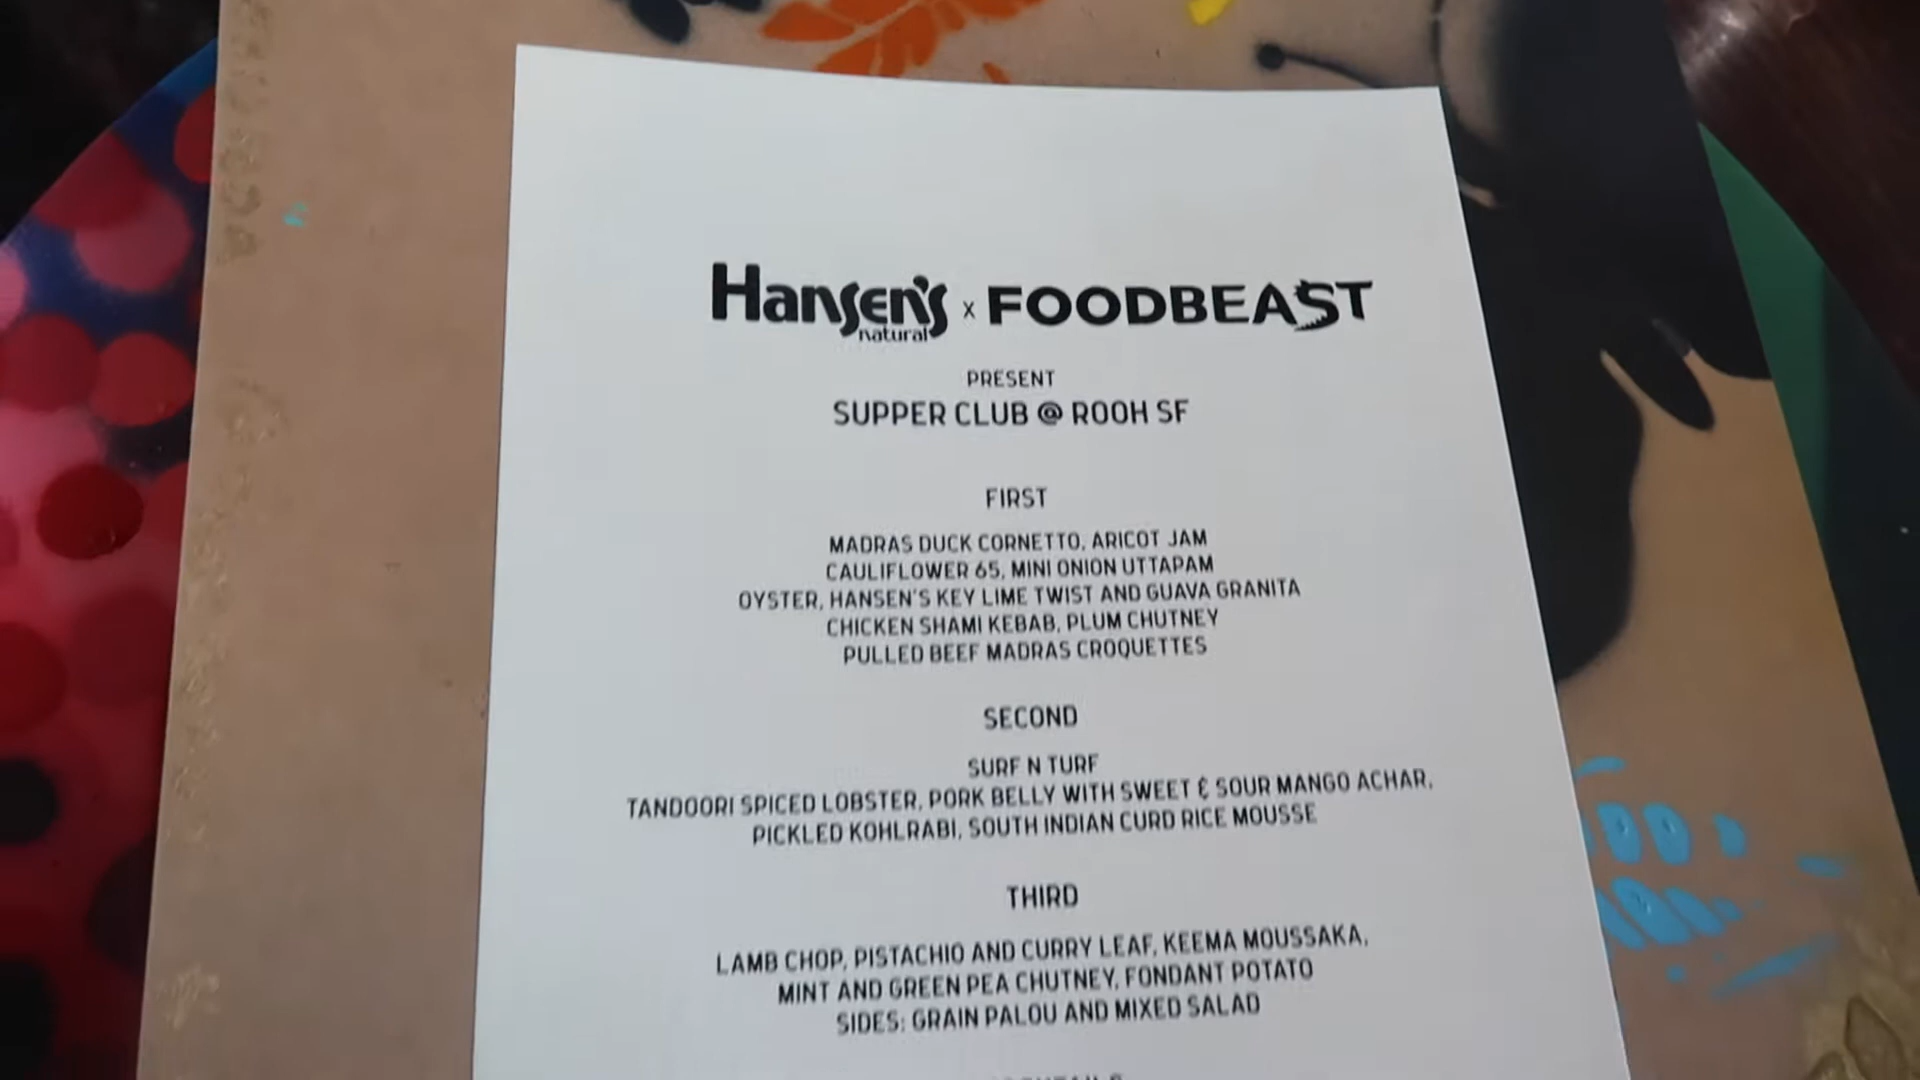 Hansen's natural x FOODBEAST
PRESENT
SUPPER CLUB @ ROOH SF
FIRST
MADRAS DUCK CORNETTO, ARICOT JAM
CAULIFLOWER 65, MINI ONION UTTAPAM
OYSTER, HANSEN'S KEY LIME TWIST AND GUAVA GRANITA
CHICKEN SHAMI KEBAB, PLUM CHUTNEY
PULLED BEEF MADRAS CROQUETTES
SECOND
SURF N TURF
TANDOORI SPICED LOBSTER, PORK BELLY WITH SWEET & SOUR MANGO ACHAR,
PICKLED KOHLRABI, SOUTH INDIAN CURD RICE MOUSSE
THIRD
LAMB CHOP, PISTACHIO AND CURRY LEAF, KEEMA MOUSSAKA,
MINT AND GREEN PEA CHUTNEY, FONDANT POTATO
SIDES: GRAIN PALOU AND MIXED SALAD